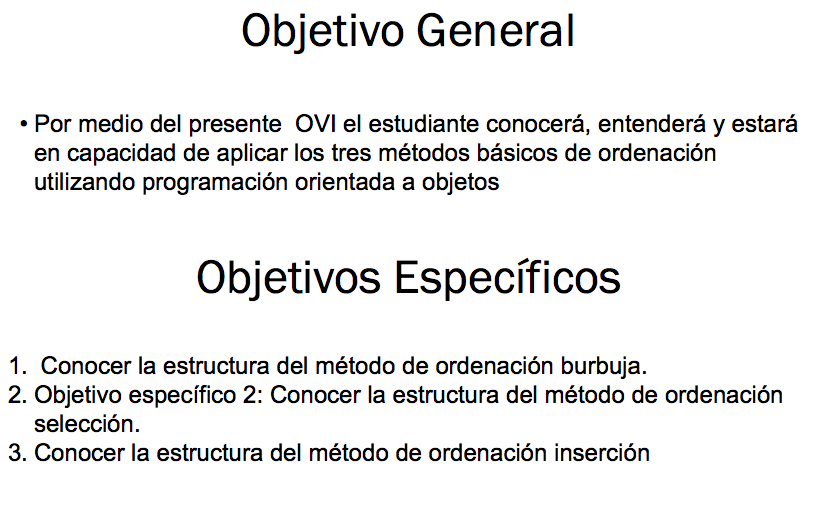 Objetivo General
• Por medio del presente  OVI el estudiante conocerá, entenderá y estará
en capacidad de aplicar los tres métodos básicos de ordenación
utilizando programación orientada a objetos
Objetivos Específicos
1.  Conocer la estructura del método de ordenación burbuja.
2. Objetivo específico 2: Conocer la estructura del método de ordenación
selección.
3. Conocer la estructura del método de ordenación inserción